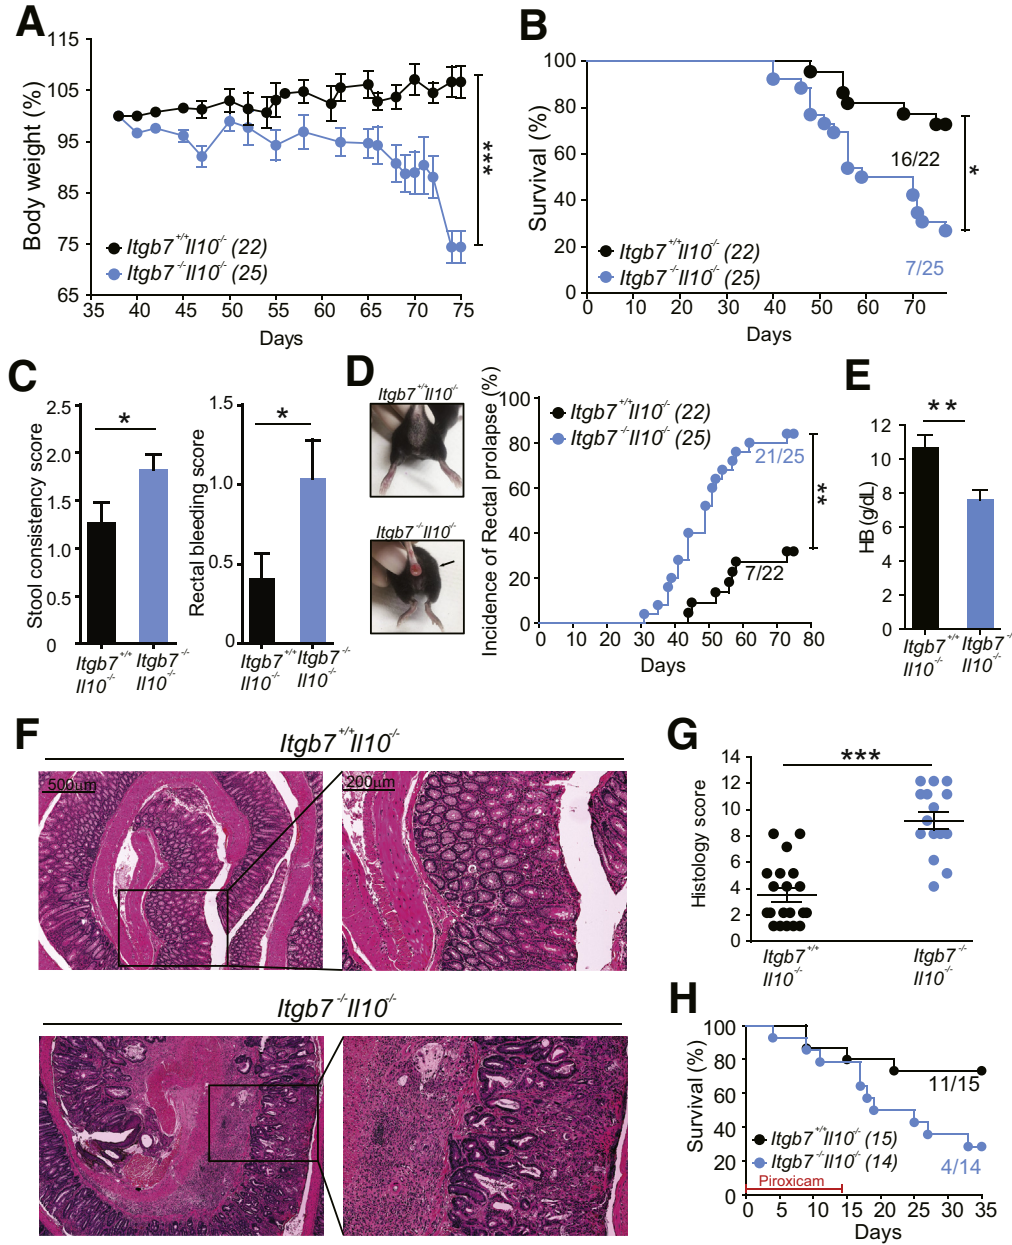 A
115
105
95
85
75
65
Body weight (%)
35 40 45 50 55 60 65 70 75
Days
Itgb7+/+Il10-/- (22)
Itgb7-/-Il10-/- (25)
***
B
100
80
60
40
20
0
Survival (%)
0 10 20 30 40 50 60 70
Days
16/22
7/25
Itgb7+/+Il10-/- (22)
Itgb7-/-Il10-/- (25)
*
C
2.5
2.0
1.5
1.0
0.5
0
Stool consistency score
*
Itgb7+/+ Itgb7-/-
Il10-/- Il10-/-
1.5
1.0
0.5
0
Rectal bleeding score
*
Itgb7+/+ Itgb7-/-
Il10-/- Il10-/-
D
Itgb7+/+Il10-/-
Itgb7-/-Il10-/-
100
80
60
40
20
0
Incidence of Rectal prolapse (%)
0 10 20 30 40 50 60 70 80
Days
Itgb7+/+Il10-/- (22)
Itgb7-/-Il10-/- (25)
21/25
7/22
**
E
12
10
8
6
4
2
0
HB (g/dL)
**
Itgb7+/+ Itgb7-/-
Il10-/- Il10-/-
F
Itgb7+/+Il10-/-
500µm
200µm
Itgb7-/-Il10-/-
G
14
12
10
8
6
4
2
0
Histology score
***
Itgb7+/+ Itgb7-/-
Il10-/- Il10-/-
H
100
80
60
40
20
0
Survival (%)
11/15
Itgb7+/+Il10-/- (15)
Itgb7-/-Il10-/- (14)
4/14
Piroxicam
0 5 10 15 20 25 30 35
Days